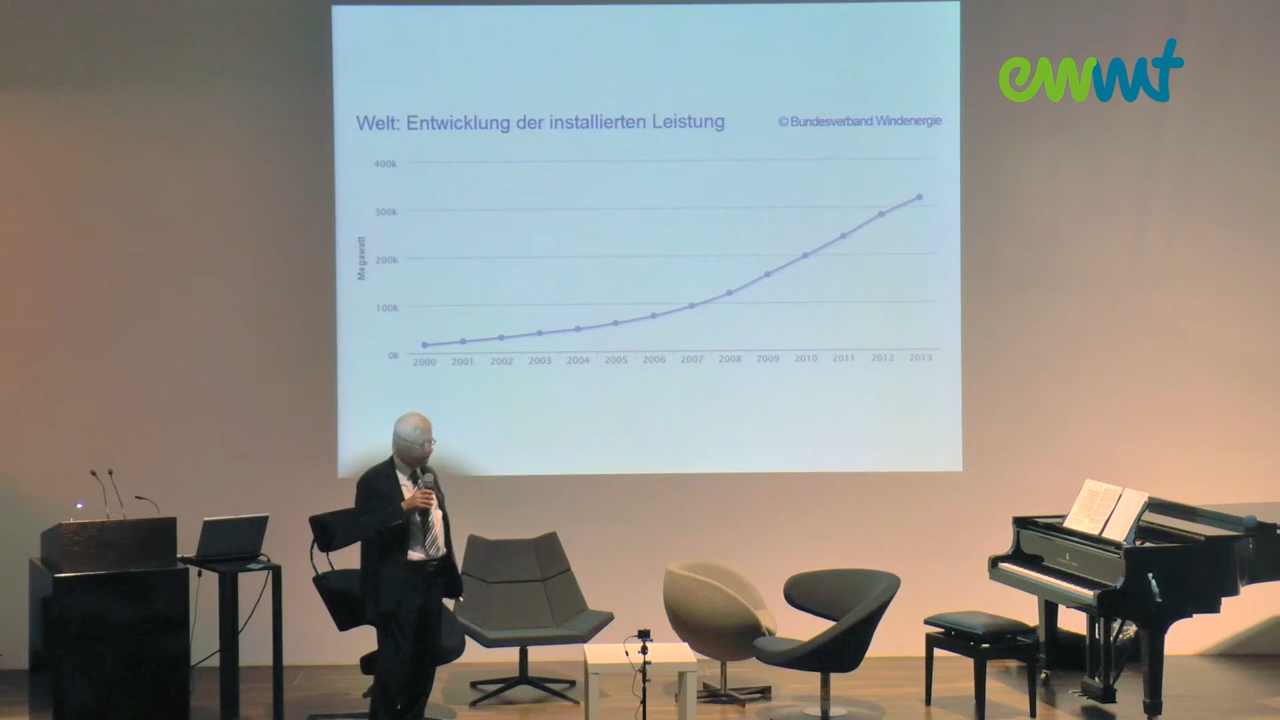 ewmt
Welt: Entwicklung der installierten Leistung
© Bundesverband Windenergie
400k
300k
200k
100k
0k
Megawatt
2000 2001 2002 2003 2004 2005 2006 2007 2008 2009 2010 2011 2012 2013